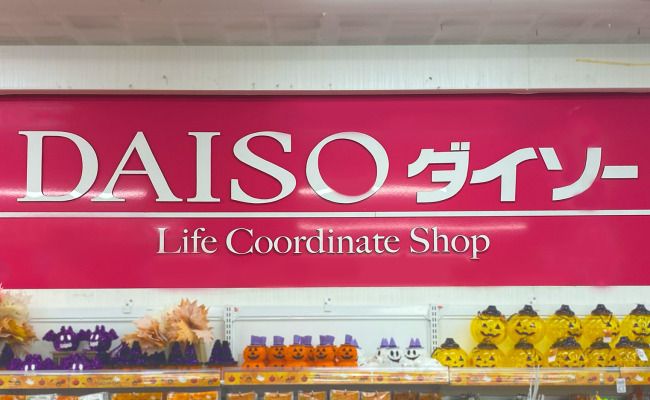 DAISO ダイソー
Life Coordinate Shop